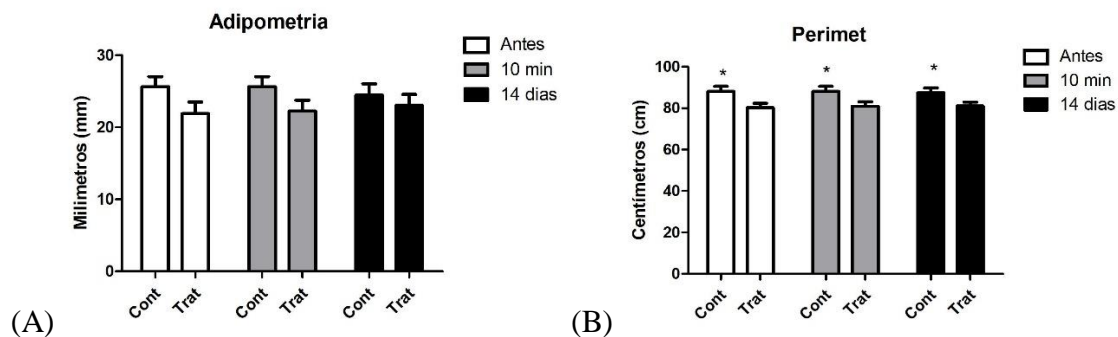 Adipometria
Milimetros (mm)
30
20
10
0
Cont
Trat
Cont
Trat
Cont
Trat
Antes
10 min
14 dias
(A)
Perimet
Centímetros (cm)
100
80
60
40
20
0
*
*
*
Cont
Trat
Cont
Trat
Cont
Trat
Antes
10 min
14 dias
(B)